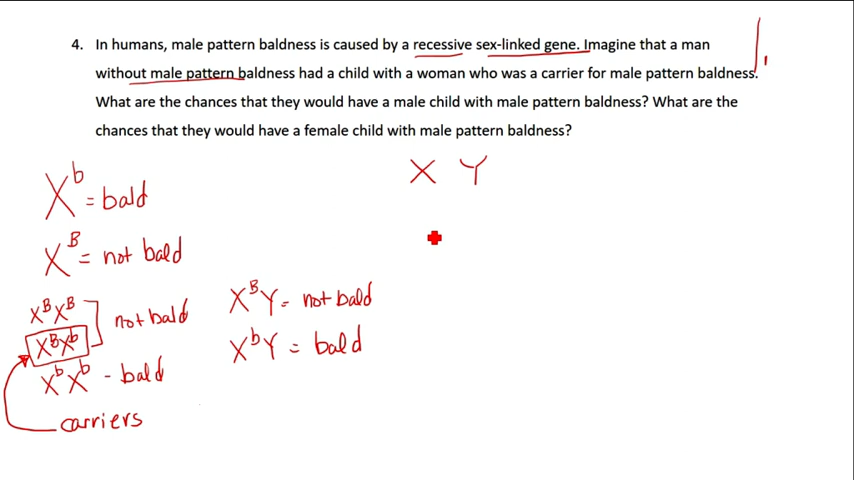 4. In humans, male pattern baldness is caused by a recessive sex-linked gene. Imagine that a man
without male pattern baldness had a child with a woman who was a carrier for male pattern baldness.
What are the chances that they would have a male child with male pattern baldness? What are the
chances that they would have a female child with male pattern baldness?
X Y
X^b = bald
X^B = not bald
X^B X^B
X^B X^b not bald
X^b X^b - bald
carriers
X^B Y = not bald
X^b Y = bald